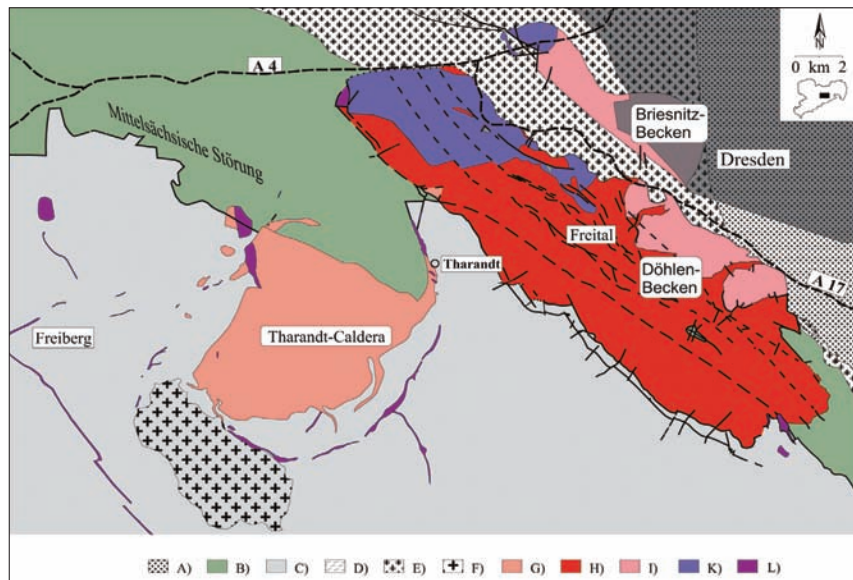 A 4
0 km 2
Mittelsächsische Störung
Briesnitz-
Becken
Dresden
Freital
Tharandt
Döhlen-
Becken
A 17
Freiberg
Tharandt-Caldera
A) B) C) D) E) F) G) H) I) K) L)